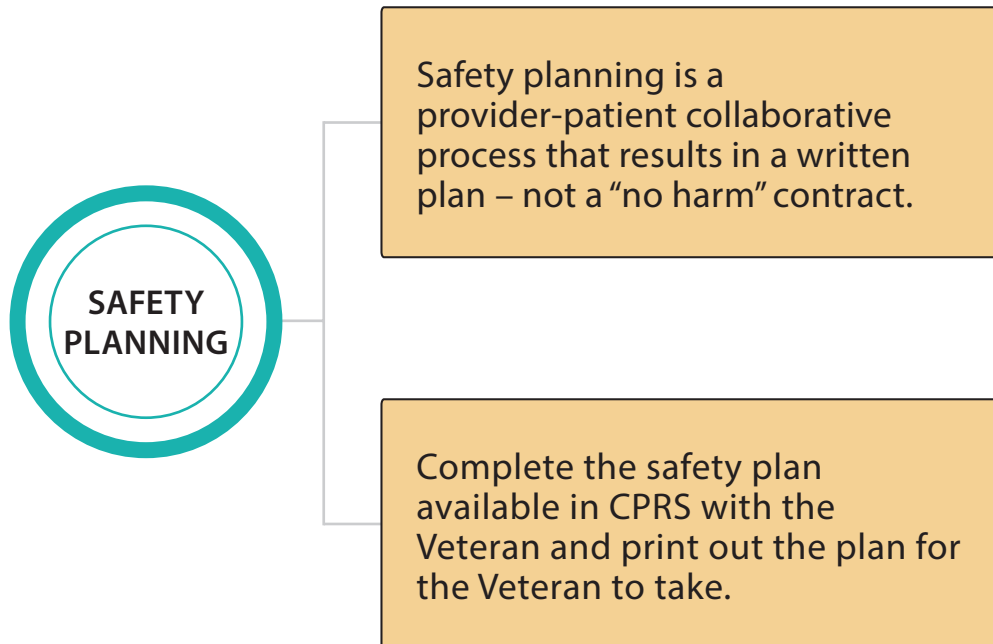 Safety planning is a
provider-patient collaborative
process that results in a written
plan – not a “no harm” contract.
SAFETY
PLANNING
Complete the safety plan
available in CPRS with the
Veteran and print out the plan for
the Veteran to take.